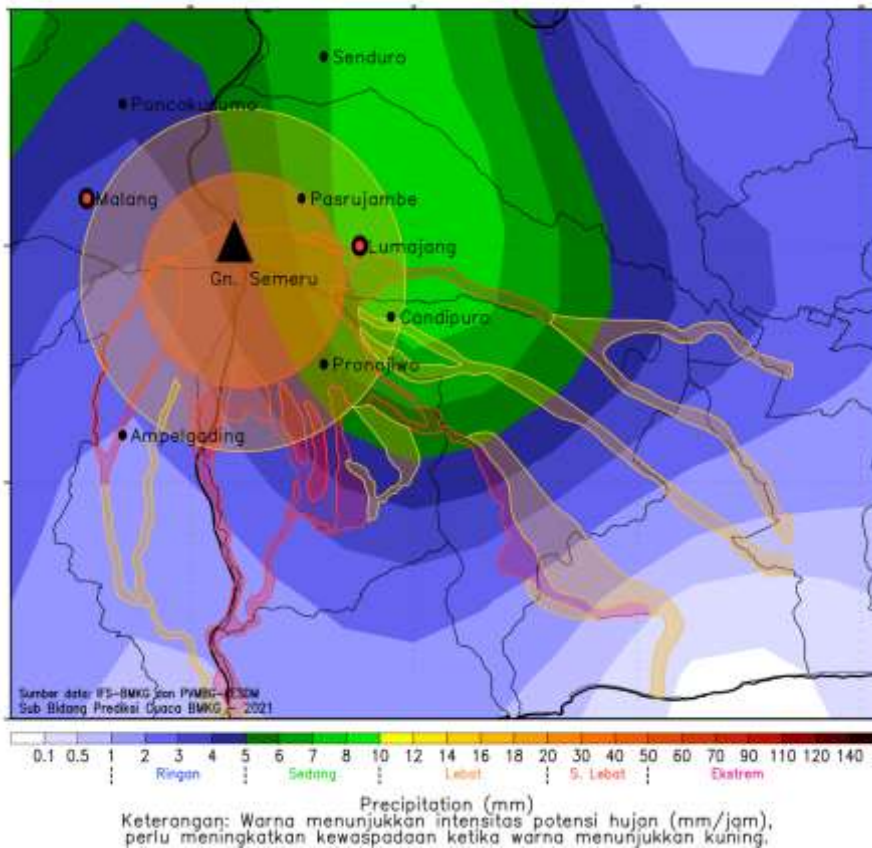 Senduro
Poncokusumo
Malang
Pasrujambe
Lumajang
Gn. Semeru
Candipuro
Pronojiwo
Ampelgading
Sumber data: IFS-BMKG dan PVMBG-ESDM
Sub Bidang Prediksi Cuaca BMKG - 2021
0.1 0.5 1 2 3 4 5 6 7 8 10 12 14 16 18 20 30 40 50 60 70 90 110 120 140
Ringan Sedang Lebat S. Lebat Ekstrem
Precipitation (mm)
Keterangan: Warna menunjukkan intensitas potensi hujan (mm/jam),
perlu meningkatkan kewaspadaan ketika warna menunjukkan kuning.